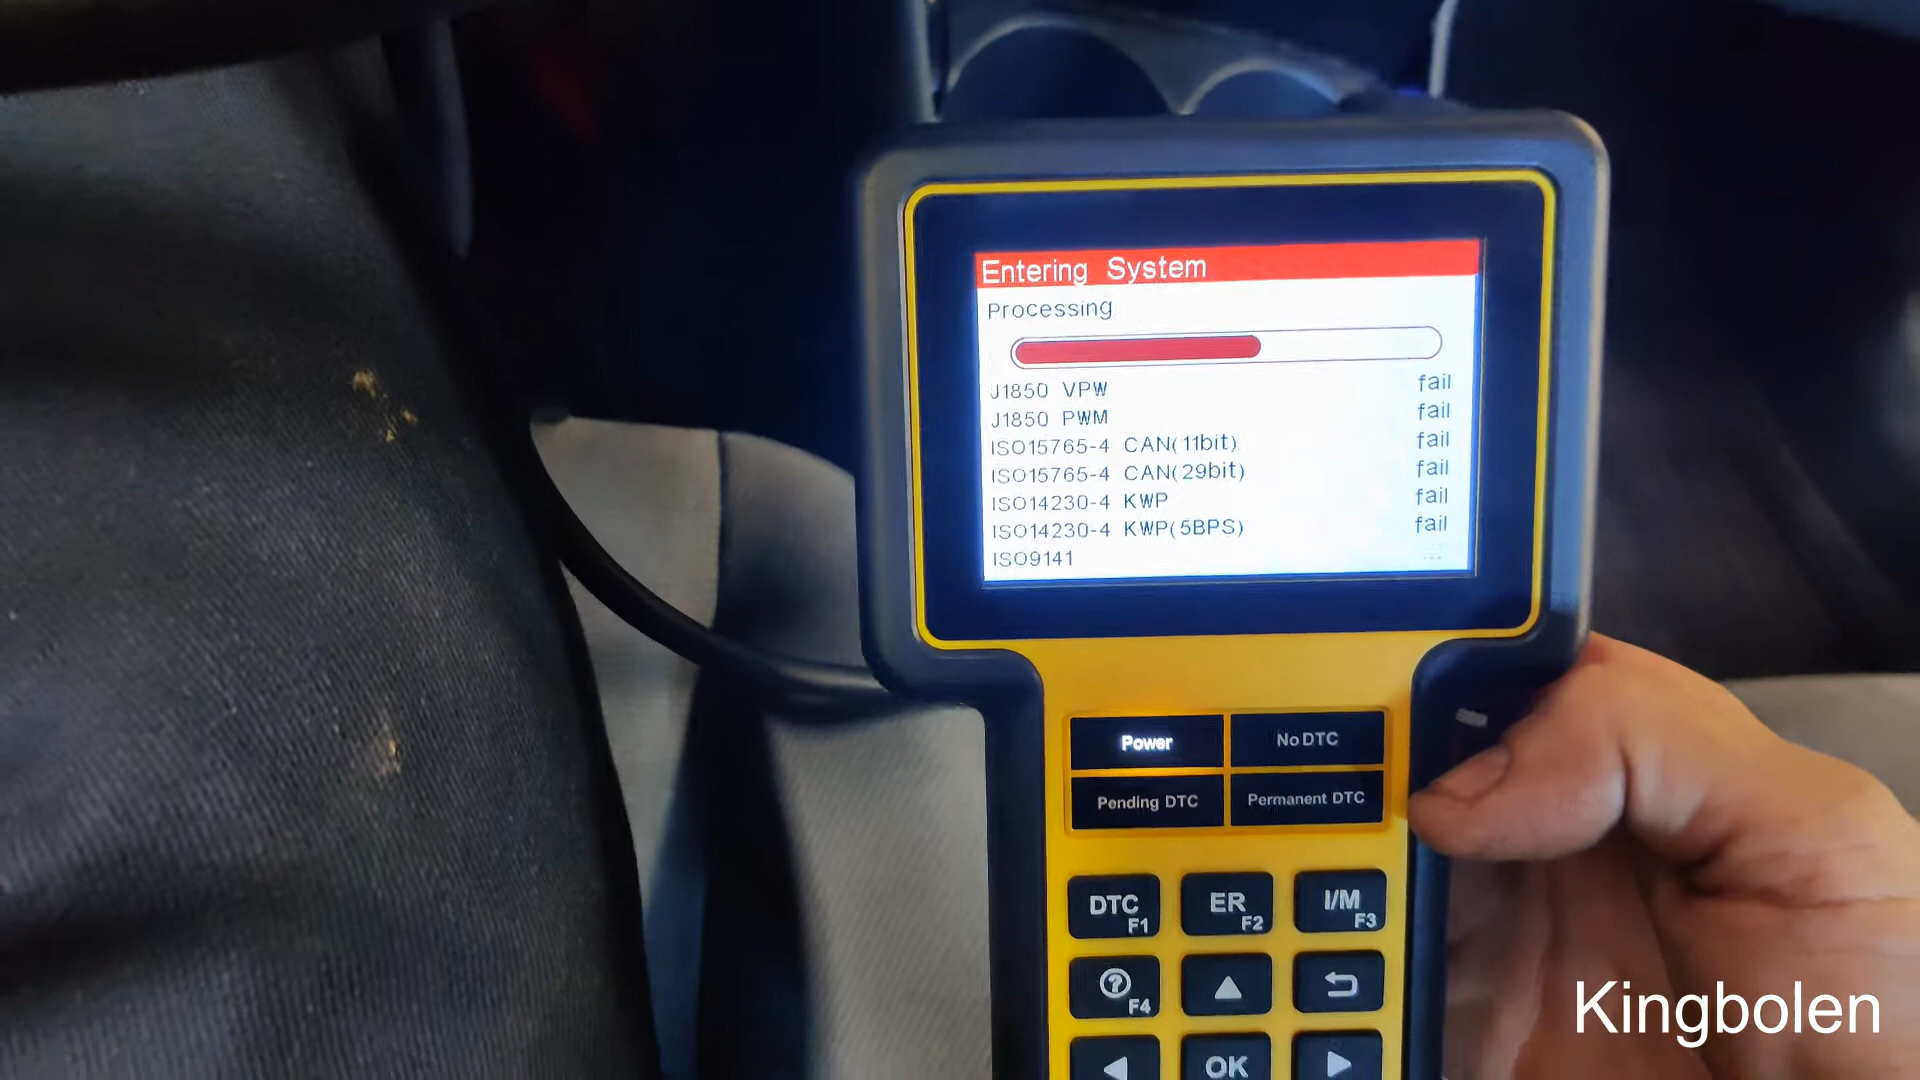 Entering System
Processing
J1850 VPW fail
J1850 PWM fail
ISO15765-4 CAN(11bit) fail
ISO15765-4 CAN(29bit) fail
ISO14230-4 KWP fail
ISO14230-4 KWP(5BPS) fail
ISO9141 ...
Power
No DTC
Pending DTC
Permanent DTC
DTC F1
ER F2
I/M F3
? F4
OK
Kingbolen